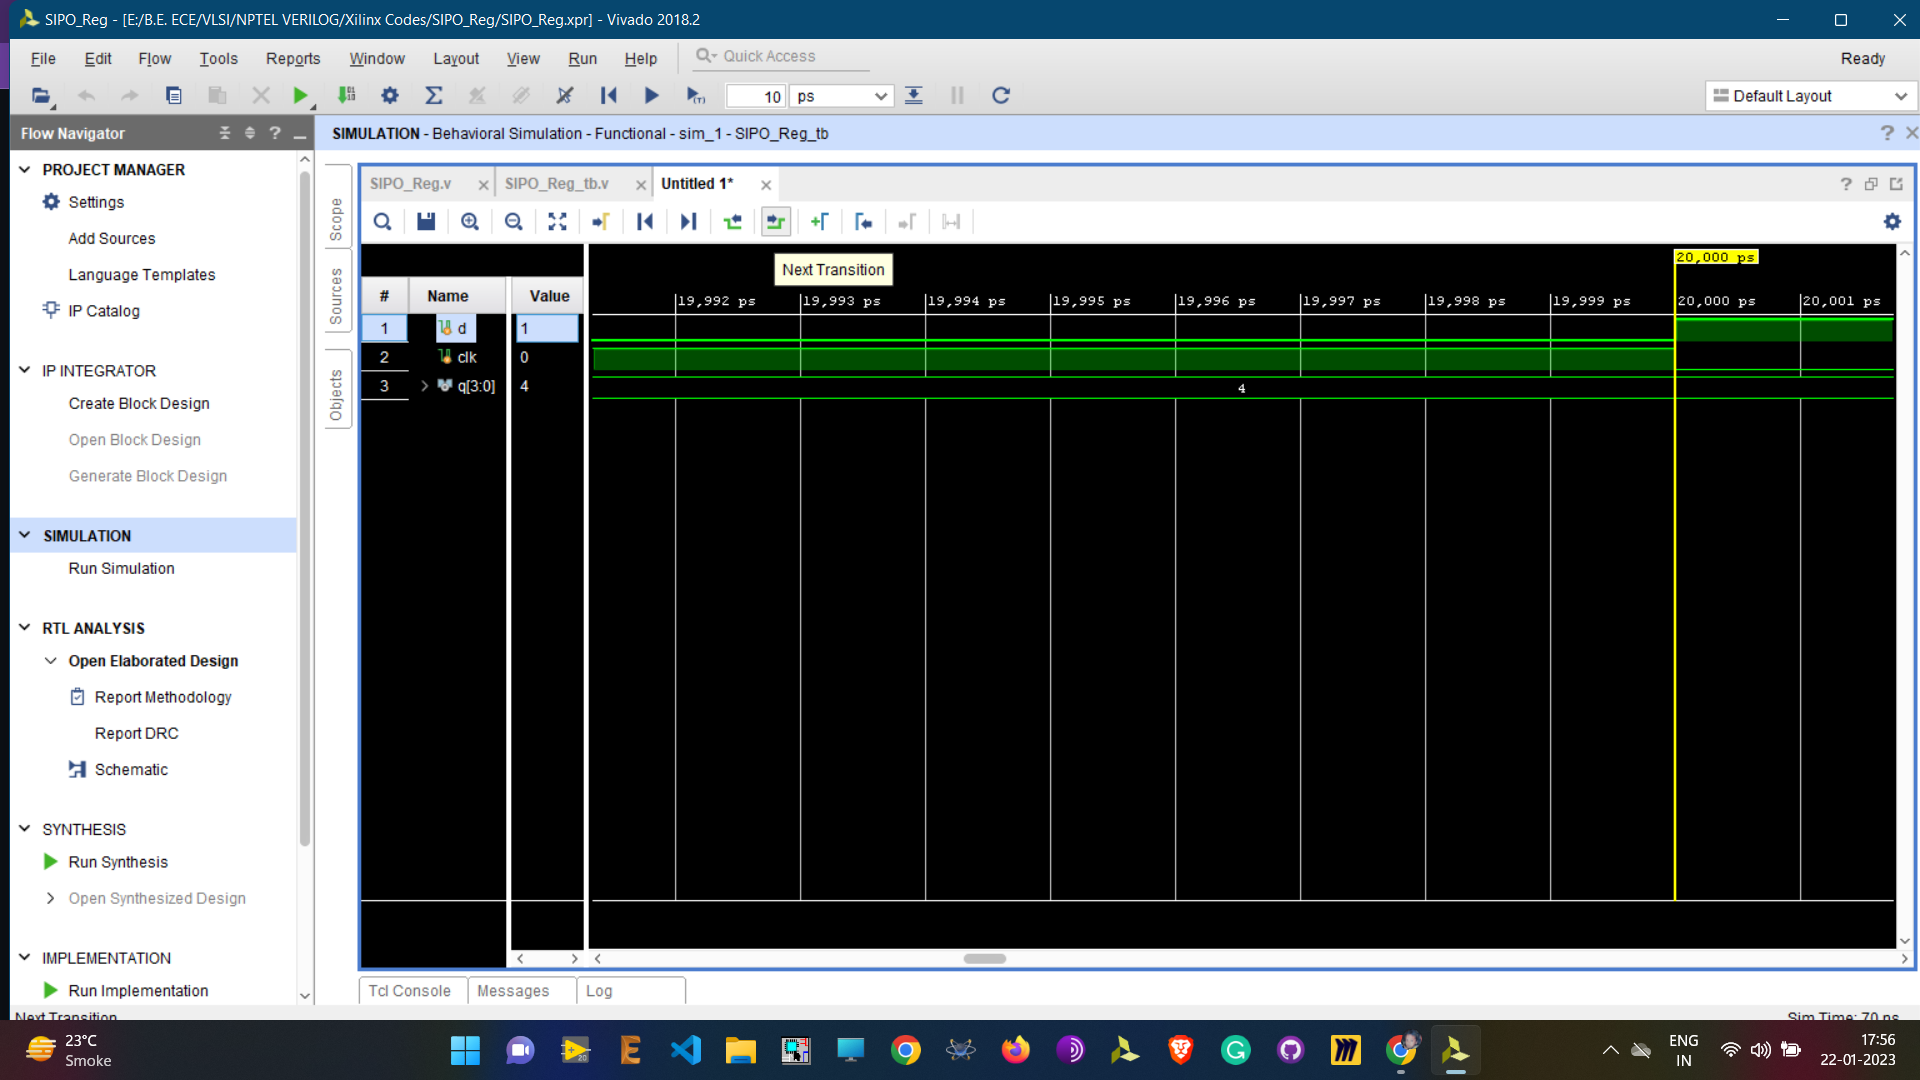 SIPO_Reg - [E:/B.E. ECE/VLSI/NPTEL VERILOG/Xilinx Codes/SIPO_Reg/SIPO_Reg.xpr] - Vivado 2018.2
File Edit Flow Tools Reports Window Layout View Run Help Quick Access Ready
10 ps Default Layout
Flow Navigator ? SIMULATION - Behavioral Simulation - Functional - sim_1 - SIPO_Reg_tb ?
PROJECT MANAGER
Settings
Add Sources
Language Templates
IP Catalog
IP INTEGRATOR
Create Block Design
Open Block Design
Generate Block Design
SIMULATION
Run Simulation
RTL ANALYSIS
Open Elaborated Design
Report Methodology
Report DRC
Schematic
SYNTHESIS
Run Synthesis
Open Synthesized Design
IMPLEMENTATION
Run Implementation
Next Transition
Scope
Sources
Objects
SIPO_Reg.v SIPO_Reg_tb.v Untitled 1* ?
20,000 ps
Next Transition
# Name Value
19,992 ps 19,993 ps 19,994 ps 19,995 ps 19,996 ps 19,997 ps 19,998 ps 19,999 ps 20,000 ps 20,001 ps
1 d 1
2 clk 0
3 q[3:0] 4 4
Tcl Console Messages Log
Sim Time: 70 ns
23°C
Smoke
20
ENG
IN
17:56
22-01-2023